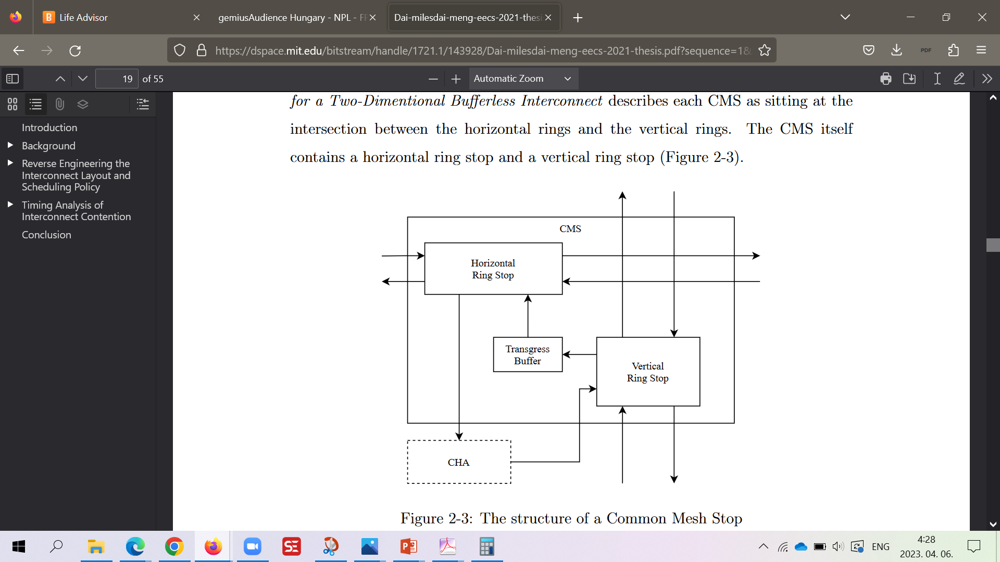 Life Advisor
gemiusAudience Hungary - NPL - FF
Dai-milesdai-meng-eecs-2021-thesi
https://dspace.mit.edu/bitstream/handle/1721.1/143928/Dai-milesdai-meng-eecs-2021-thesis.pdf?sequence=1&
PDF
19 of 55
Automatic Zoom
Introduction
Background
Reverse Engineering the
Interconnect Layout and
Scheduling Policy
Timing Analysis of
Interconnect Contention
Conclusion
for a Two-Dimentional Bufferless Interconnect describes each CMS as sitting at the
intersection between the horizontal rings and the vertical rings. The CMS itself
contains a horizontal ring stop and a vertical ring stop (Figure 2-3).
CMS
Horizontal
Ring Stop
Transgress
Buffer
Vertical
Ring Stop
CHA
Figure 2-3: The structure of a Common Mesh Stop
SE
ENG
4:28
2023. 04. 06.